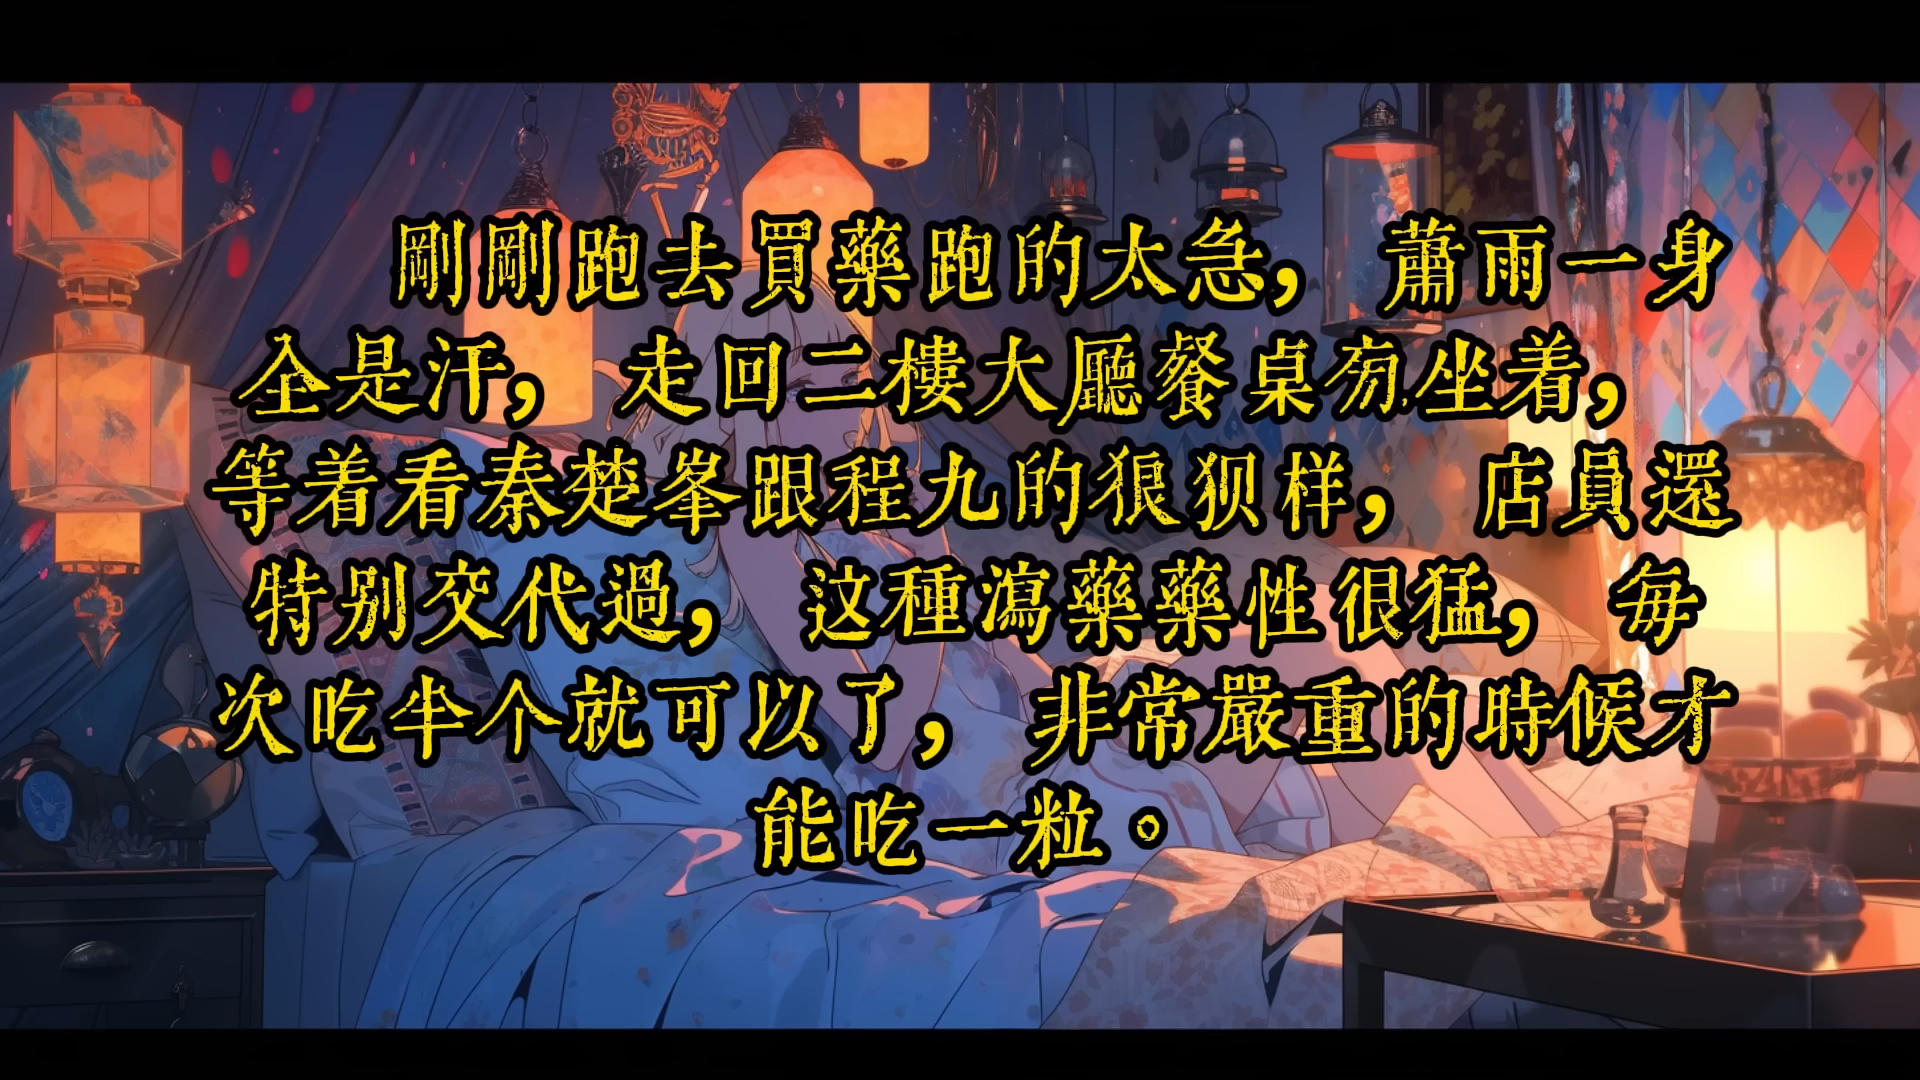 剛剛跑去買藥跑的太急，蕭雨一身
全是汗，走回二樓大廳餐桌旁坐着，
等着看秦楚峯跟程九的狼狈样，店員還
特别交代過，这種瀉藥藥性很猛，每
次吃半个就可以了，非常嚴重的時候才
能吃一粒。